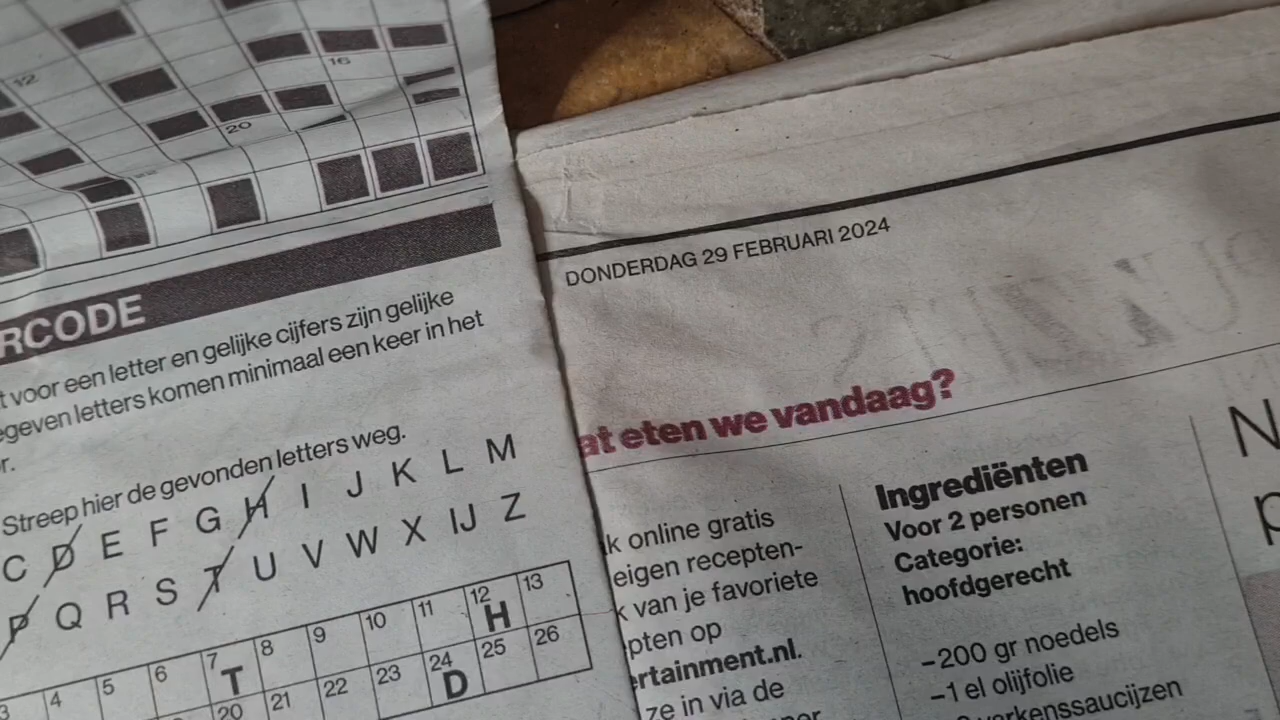 12
16
20
RCODE
t voor een letter en gelijke cijfers zijn gelijke
egeven letters komen minimaal een keer in het
r.
Streep hier de gevonden letters weg.
C D E F G H I J K L M
P Q R S T U V W X IJ Z
3 4 5 6 7 8 9 10 11 12 13
T H
20 21 22 23 24 25 26
D
DONDERDAG 29 FEBRUARI 2024
at eten we vandaag?
k online gratis
eigen recepten-
k van je favoriete
pten op
ertainment.nl.
ze in via de
Ingrediënten
Voor 2 personen
Categorie:
hoofdgerecht
–200 gr noedels
–1 el olijfolie
verkenssaucijzen
N
p